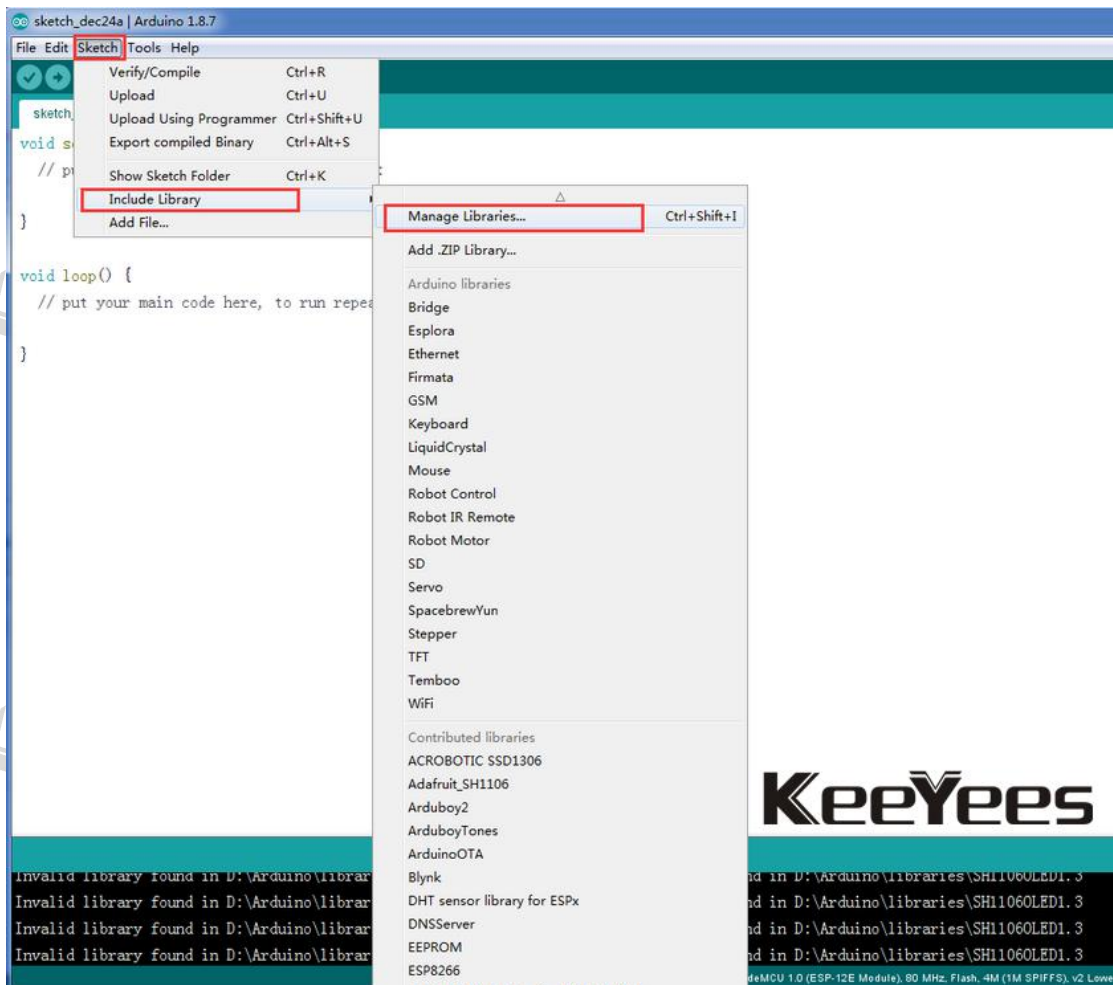 sketch_dec24a | Arduino 1.8.7
File Edit Sketch Tools Help
Verify/Compile Ctrl+R
Upload Ctrl+U
Upload Using Programmer Ctrl+Shift+U
Export compiled Binary Ctrl+Alt+S
Show Sketch Folder Ctrl+K
Include Library
Add File...
sketch_
void s
// pu
}
void loop() {
// put your main code here, to run repea
}
Manage Libraries... Ctrl+Shift+I
Add .ZIP Library...
Arduino libraries
Bridge
Esplora
Ethernet
Firmata
GSM
Keyboard
LiquidCrystal
Mouse
Robot Control
Robot IR Remote
Robot Motor
SD
Servo
SpacebrewYun
Stepper
TFT
Temboo
WiFi
Contributed libraries
ACROBOTIC SSD1306
Adafruit_SH1106
Arduboy2
ArduboyTones
ArduinoOTA
Blynk
DHT sensor library for ESPx
DNSServer
EEPROM
ESP8266
KeeYees
Invalid library found in D:\Arduino\librar nd in D:\Arduino\libraries\SH1106OLED1.3
Invalid library found in D:\Arduino\librar nd in D:\Arduino\libraries\SH1106OLED1.3
Invalid library found in D:\Arduino\librar nd in D:\Arduino\libraries\SH1106OLED1.3
Invalid library found in D:\Arduino\librar nd in D:\Arduino\libraries\SH1106OLED1.3
deMCU 1.0 (ESP-12E Module), 80 MHz, Flash, 4M (1M SPIFFS), v2 Lowe